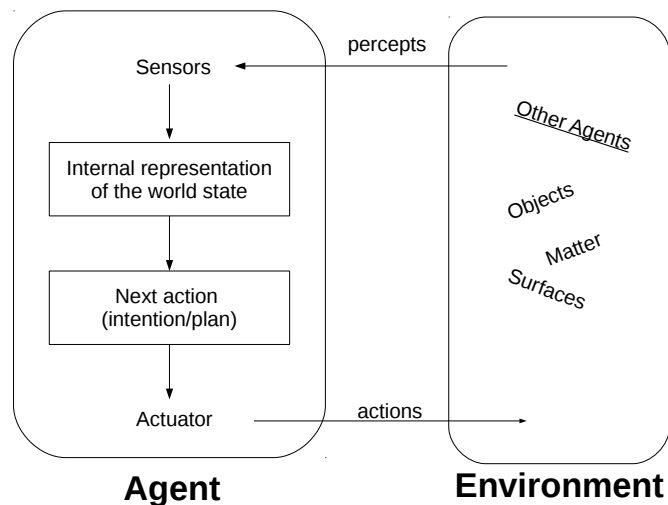 percepts
Sensors
Other Agents
Internal representation
of the world state
Objects
Matter
Surfaces
Next action
(intention/plan)
Actuator
actions
Agent
Environment